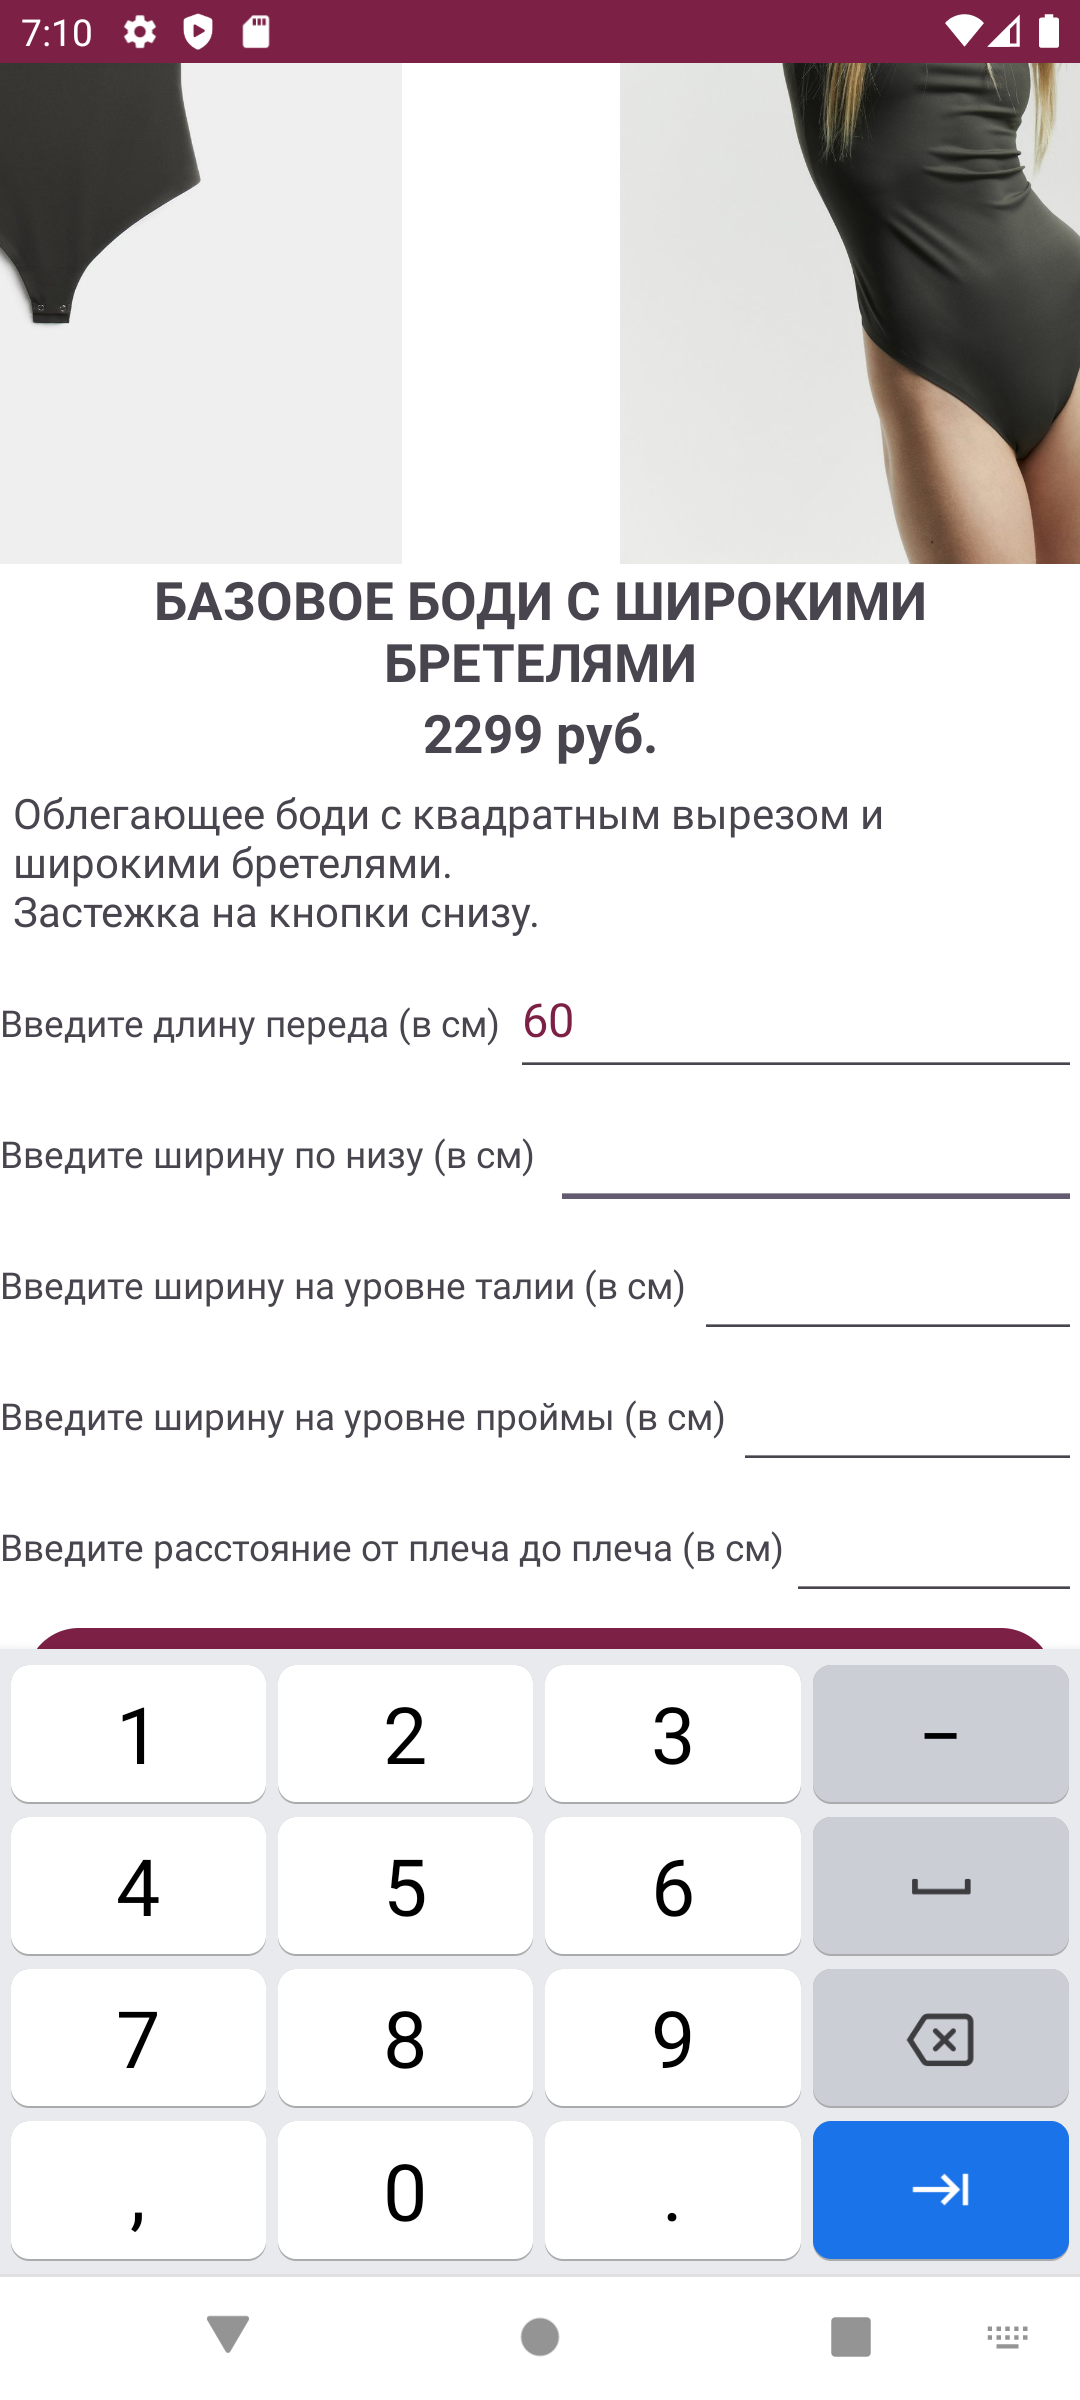 7:10
БАЗОВОЕ БОДИ С ШИРОКИМИ
БРЕТЕЛЯМИ
2299 руб.
Облегающее боди с квадратным вырезом и
широкими бретелями.
Застежка на кнопки снизу.
Введите длину переда (в см) 60
Введите ширину по низу (в см)
Введите ширину на уровне талии (в см)
Введите ширину на уровне проймы (в см)
Введите расстояние от плеча до плеча (в см)
1 2 3 –
4 5 6
7 8 9
, 0 .